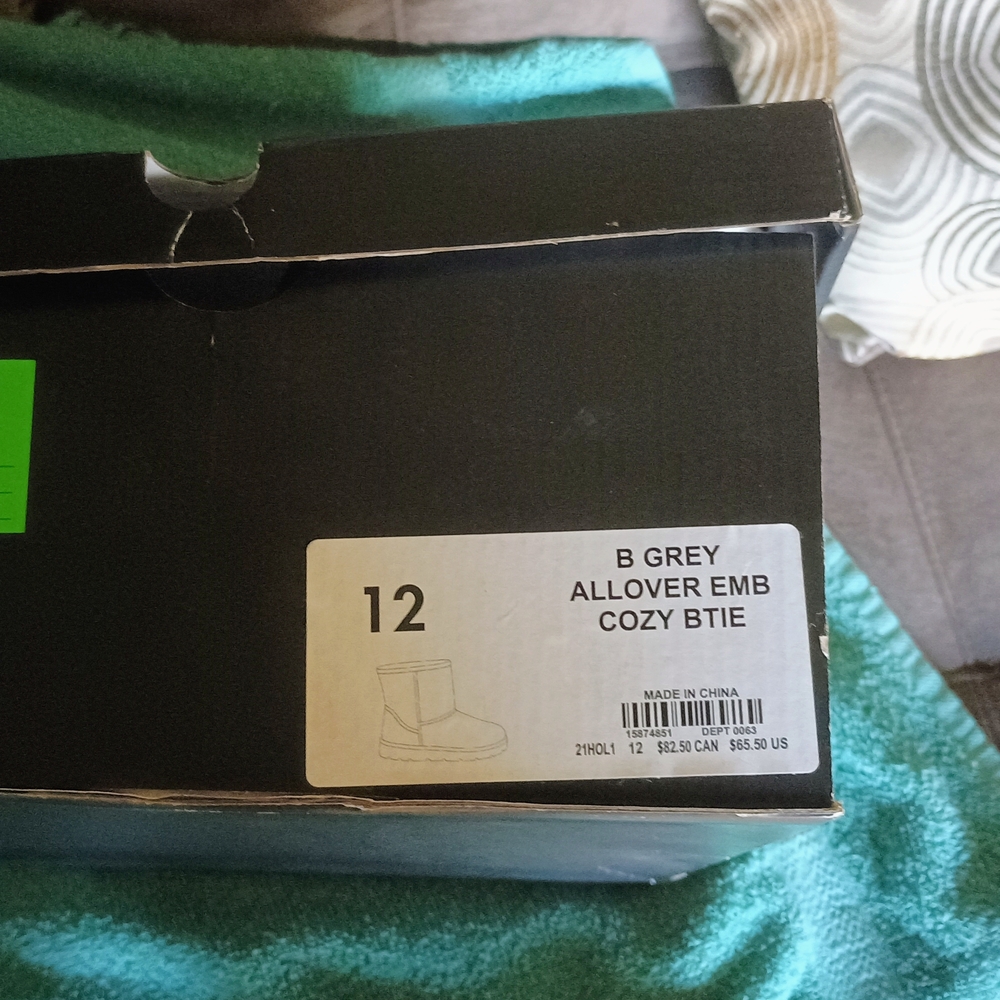 12
B GREY
ALLOVER EMB
COZY BTIE
MADE IN CHINA
15874851 DEPT 0063
21HOL1 12 $82.50 CAN $65.50 US